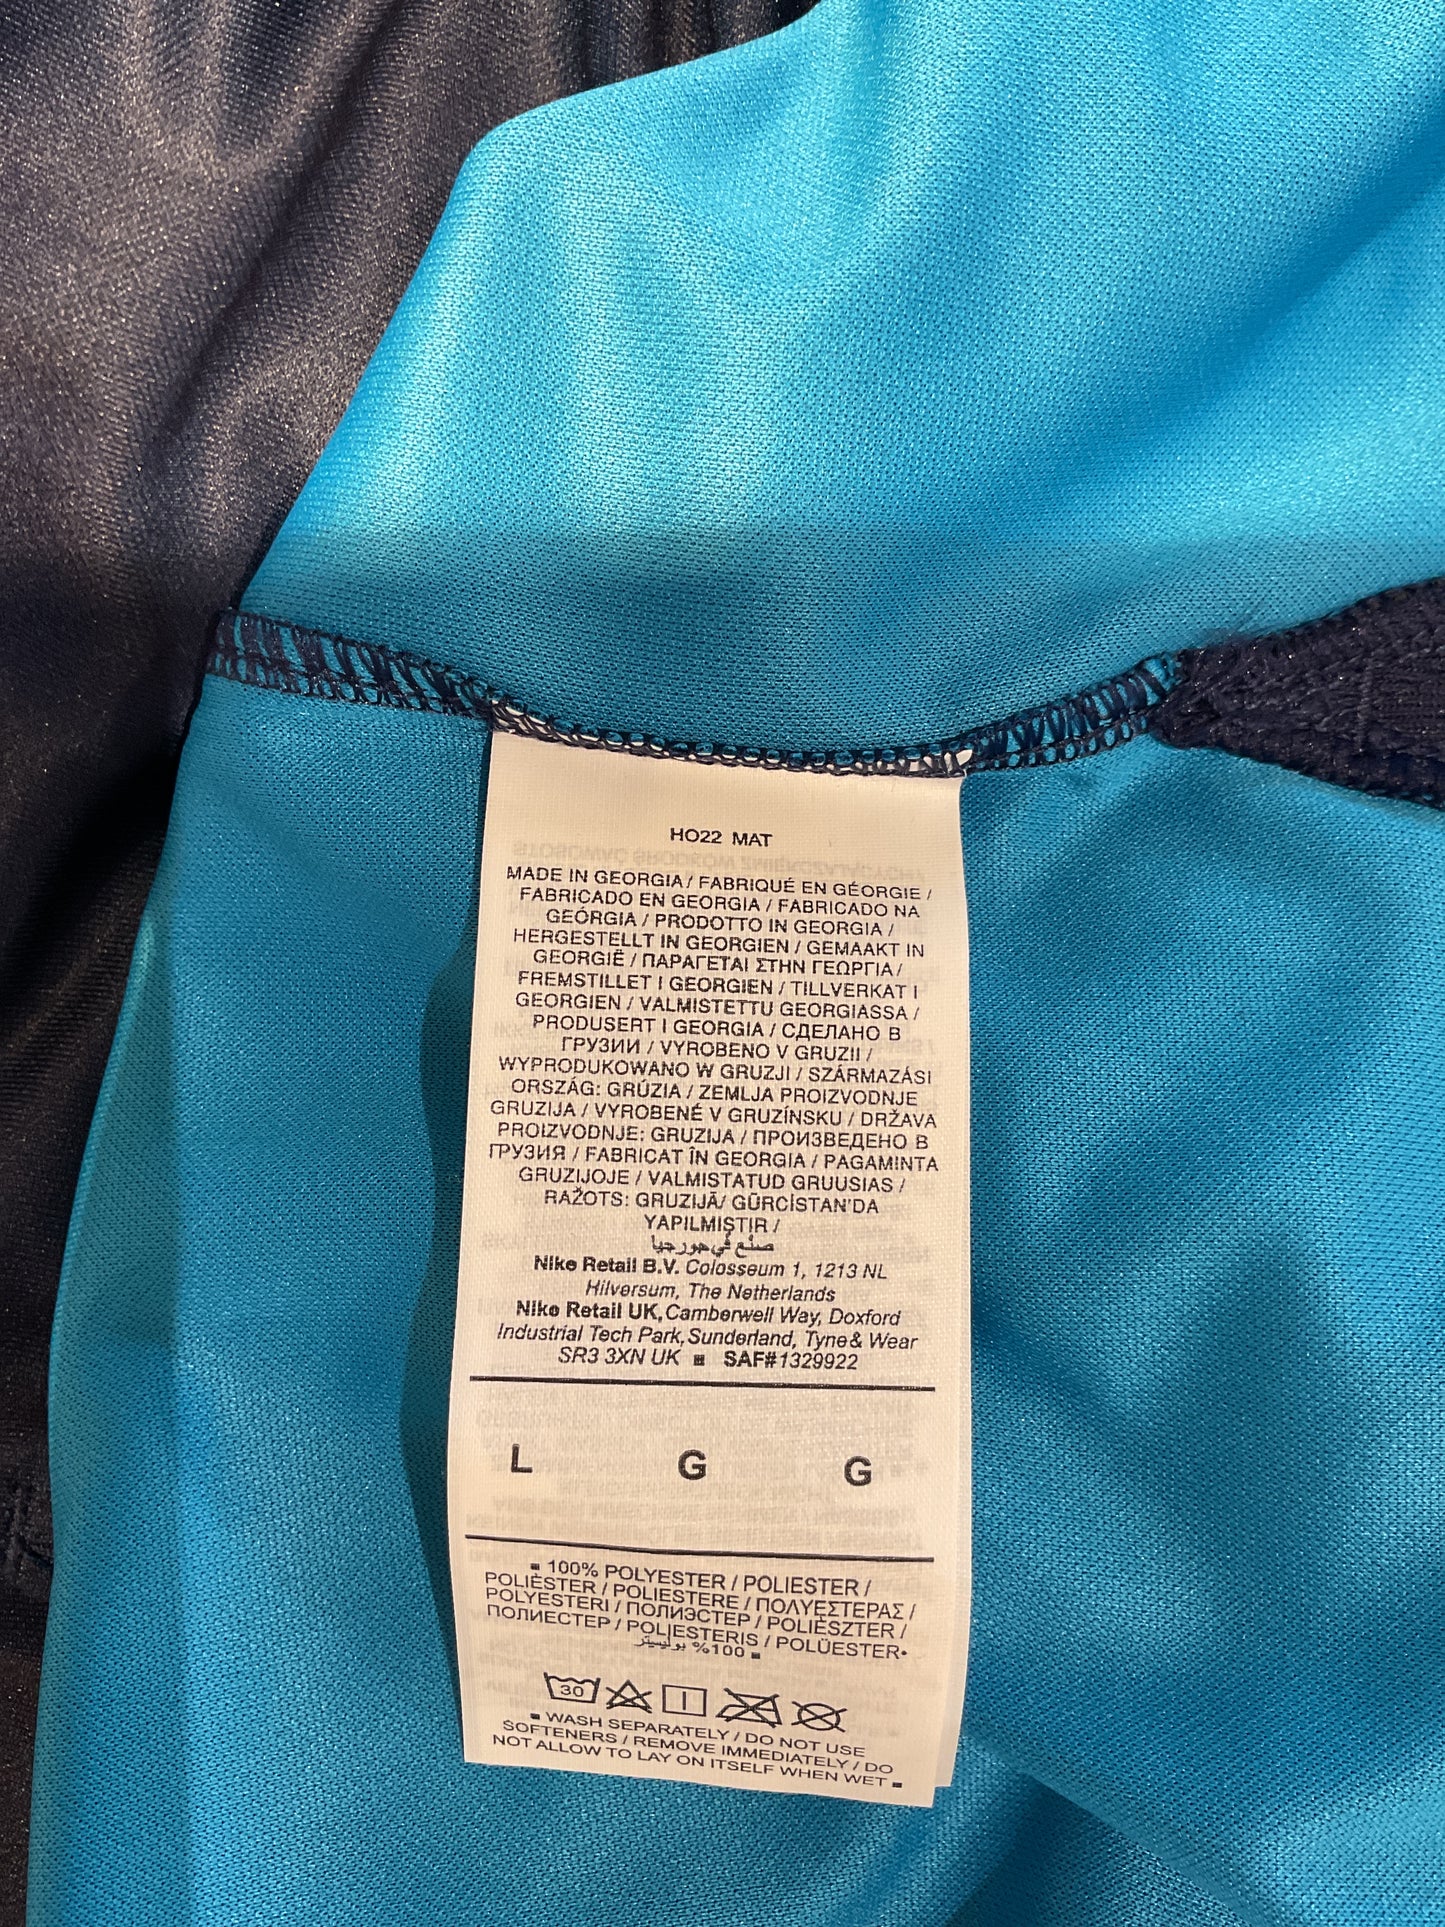 HO22 MAT
MADE IN GEORGIA / FABRIQUÉ EN GÉORGIE /
FABRICADO EN GEORGIA / FABRICADO NA
GEÓRGIA / PRODOTTO IN GEORGIA /
HERGESTELLT IN GEORGIEN / GEMAAKT IN
GEORGIË / ΠΑΡΑΓΕΤΑΙ ΣΤΗΝ ΓΕΩΡΓΙΑ /
FREMSTILLET I GEORGIEN / TILLVERKAT I
GEORGIEN / VALMISTETTU GEORGIASSA /
PRODUSERT I GEORGIA / СДЕЛАНО В
ГРУЗИИ / VYROBENO V GRUZII /
WYPRODUKOWANO W GRUZJI / SZÁRMAZÁSI
ORSZÁG: GRÚZIA / ZEMLJA PROIZVODNJE
GRUZIJA / VYROBENÉ V GRUZÍNSKU / DRŽAVA
PROIZVODNJE: GRUZIJA / ПРОИЗВЕДЕНО В
ГРУЗИЯ / FABRICAT ÎN GEORGIA / PAGAMINTA
GRUZIJOJE / VALMISTATUD GRUUSIAS /
RAŽOTS: GRUZIJĀ/ GÜRCİSTAN'DA
YAPILMIŞTIR /
صنع في جورجيا
Nike Retail B.V. Colosseum 1, 1213 NL
Hilversum, The Netherlands
Nike Retail UK, Camberwell Way, Doxford
Industrial Tech Park, Sunderland, Tyne & Wear
SR3 3XN UK ■ SAF#1329922
L G G
■ 100% POLYESTER / POLIESTER /
POLIÈSTER / POLIESTERE / ΠΟΛΥΕΣΤΕΡΑΣ /
POLYESTERI / ПОЛИЭСТЕР / POLIÉSZTER /
ПОЛИЕСТЕР / POLIESTERIS / POLÜESTER•
100% بوليستر ■
30
■ WASH SEPARATELY / DO NOT USE
SOFTENERS / REMOVE IMMEDIATELY / DO
NOT ALLOW TO LAY ON ITSELF WHEN WET ■